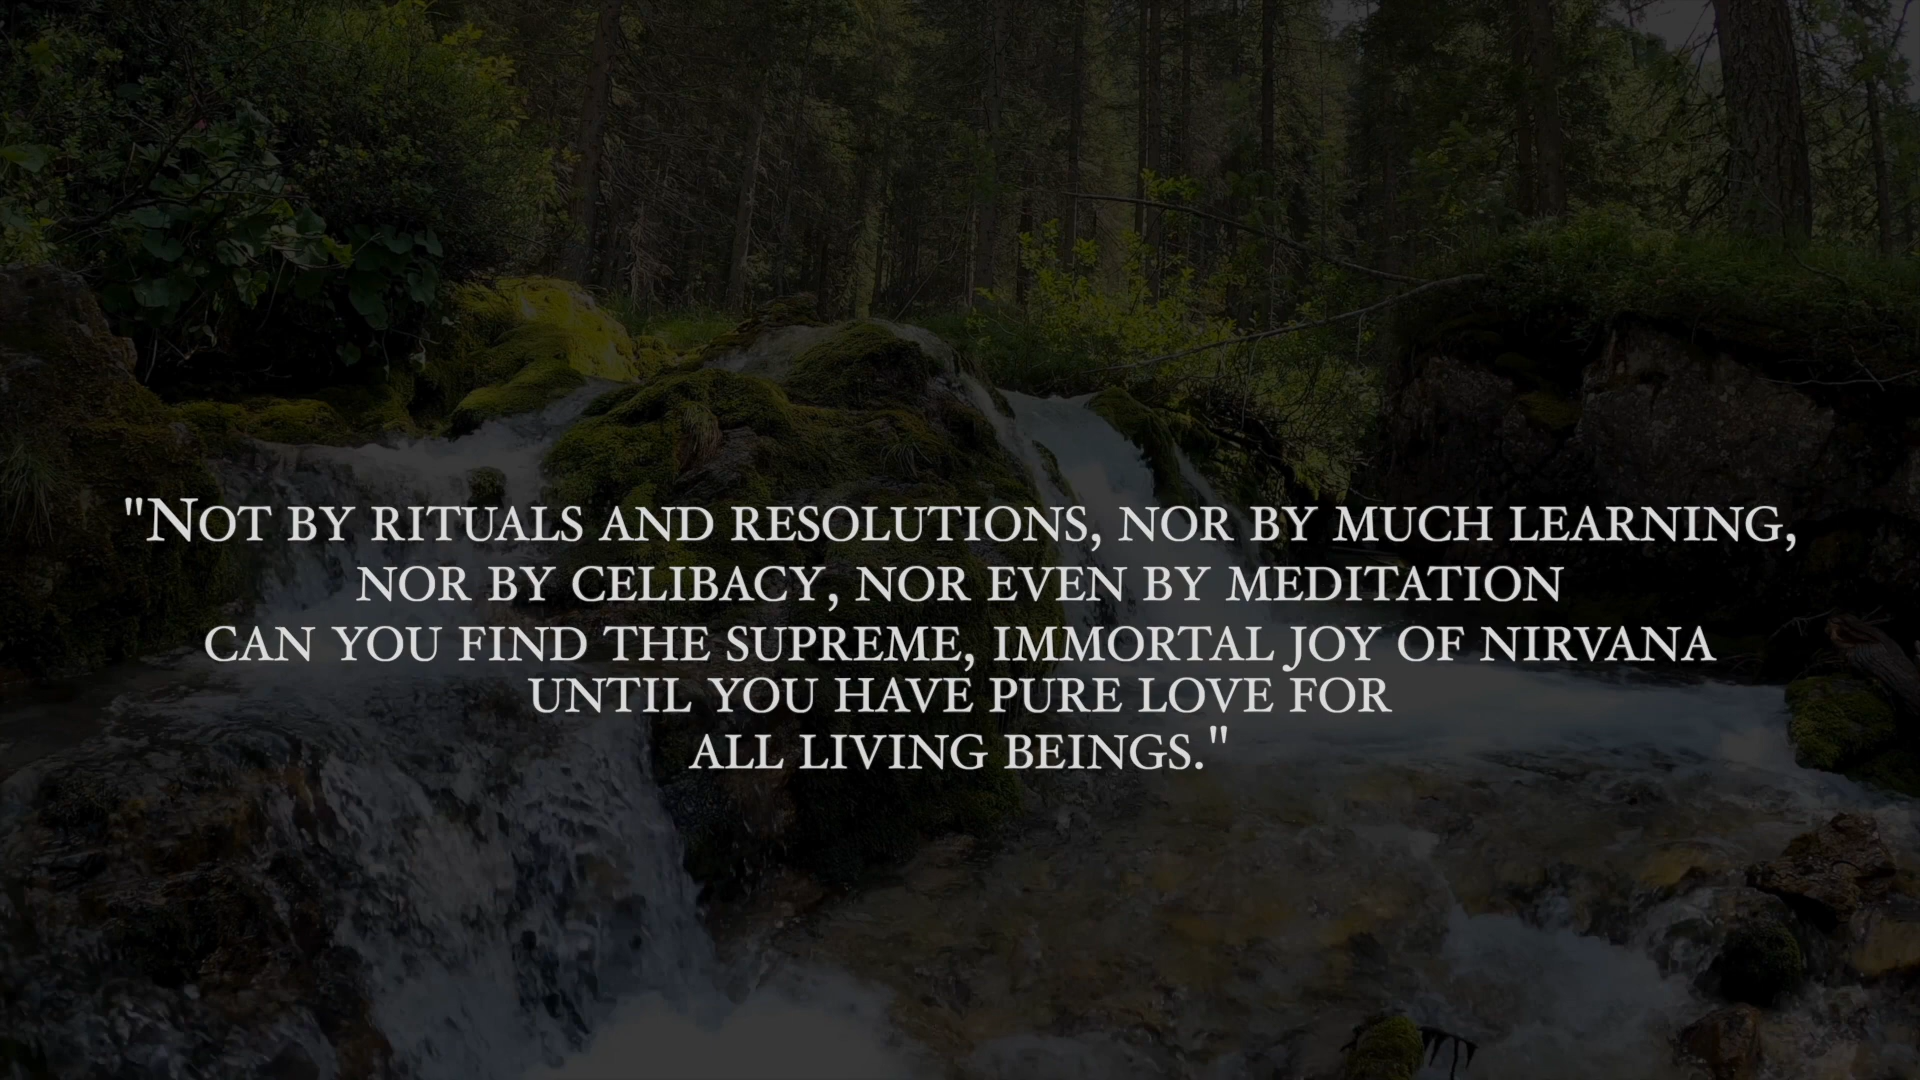 "Not by rituals and resolutions, nor by much learning,
nor by celibacy, nor even by meditation
can you find the supreme, immortal joy of nirvana
until you have pure love for
all living beings."